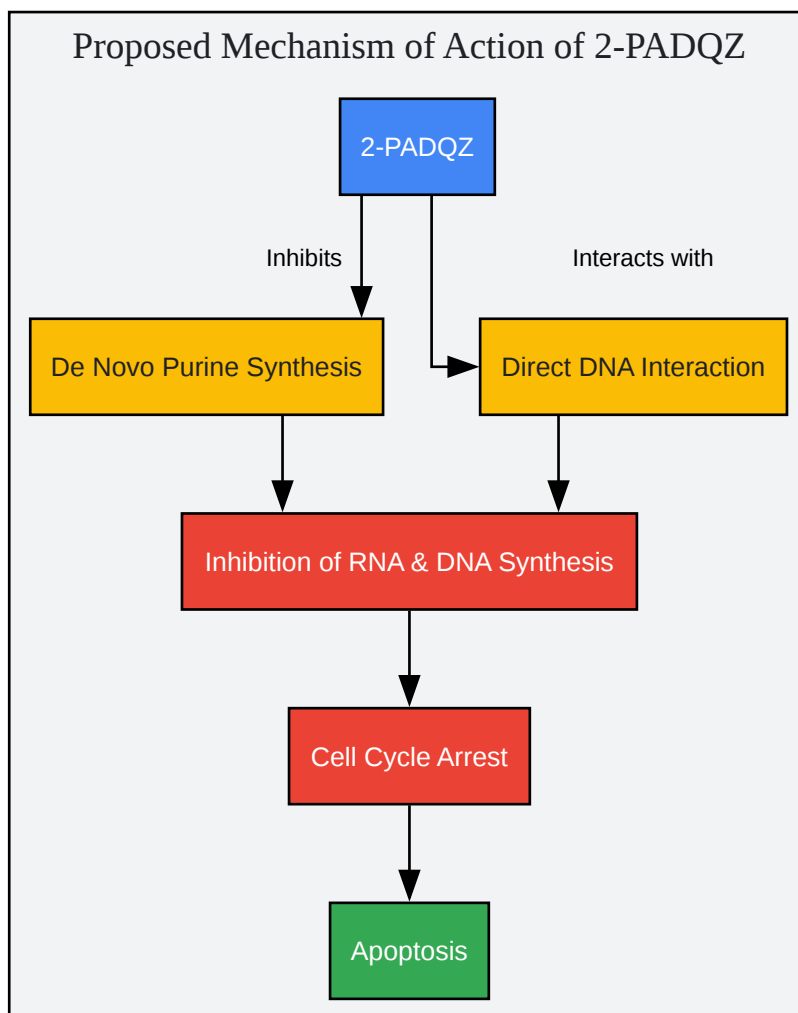 Proposed Mechanism of Action of 2-PADQZ
2-PADQZ
Inhibits
Interacts with
De Novo Purine Synthesis
Direct DNA Interaction
Inhibition of RNA & DNA Synthesis
Cell Cycle Arrest
Apoptosis